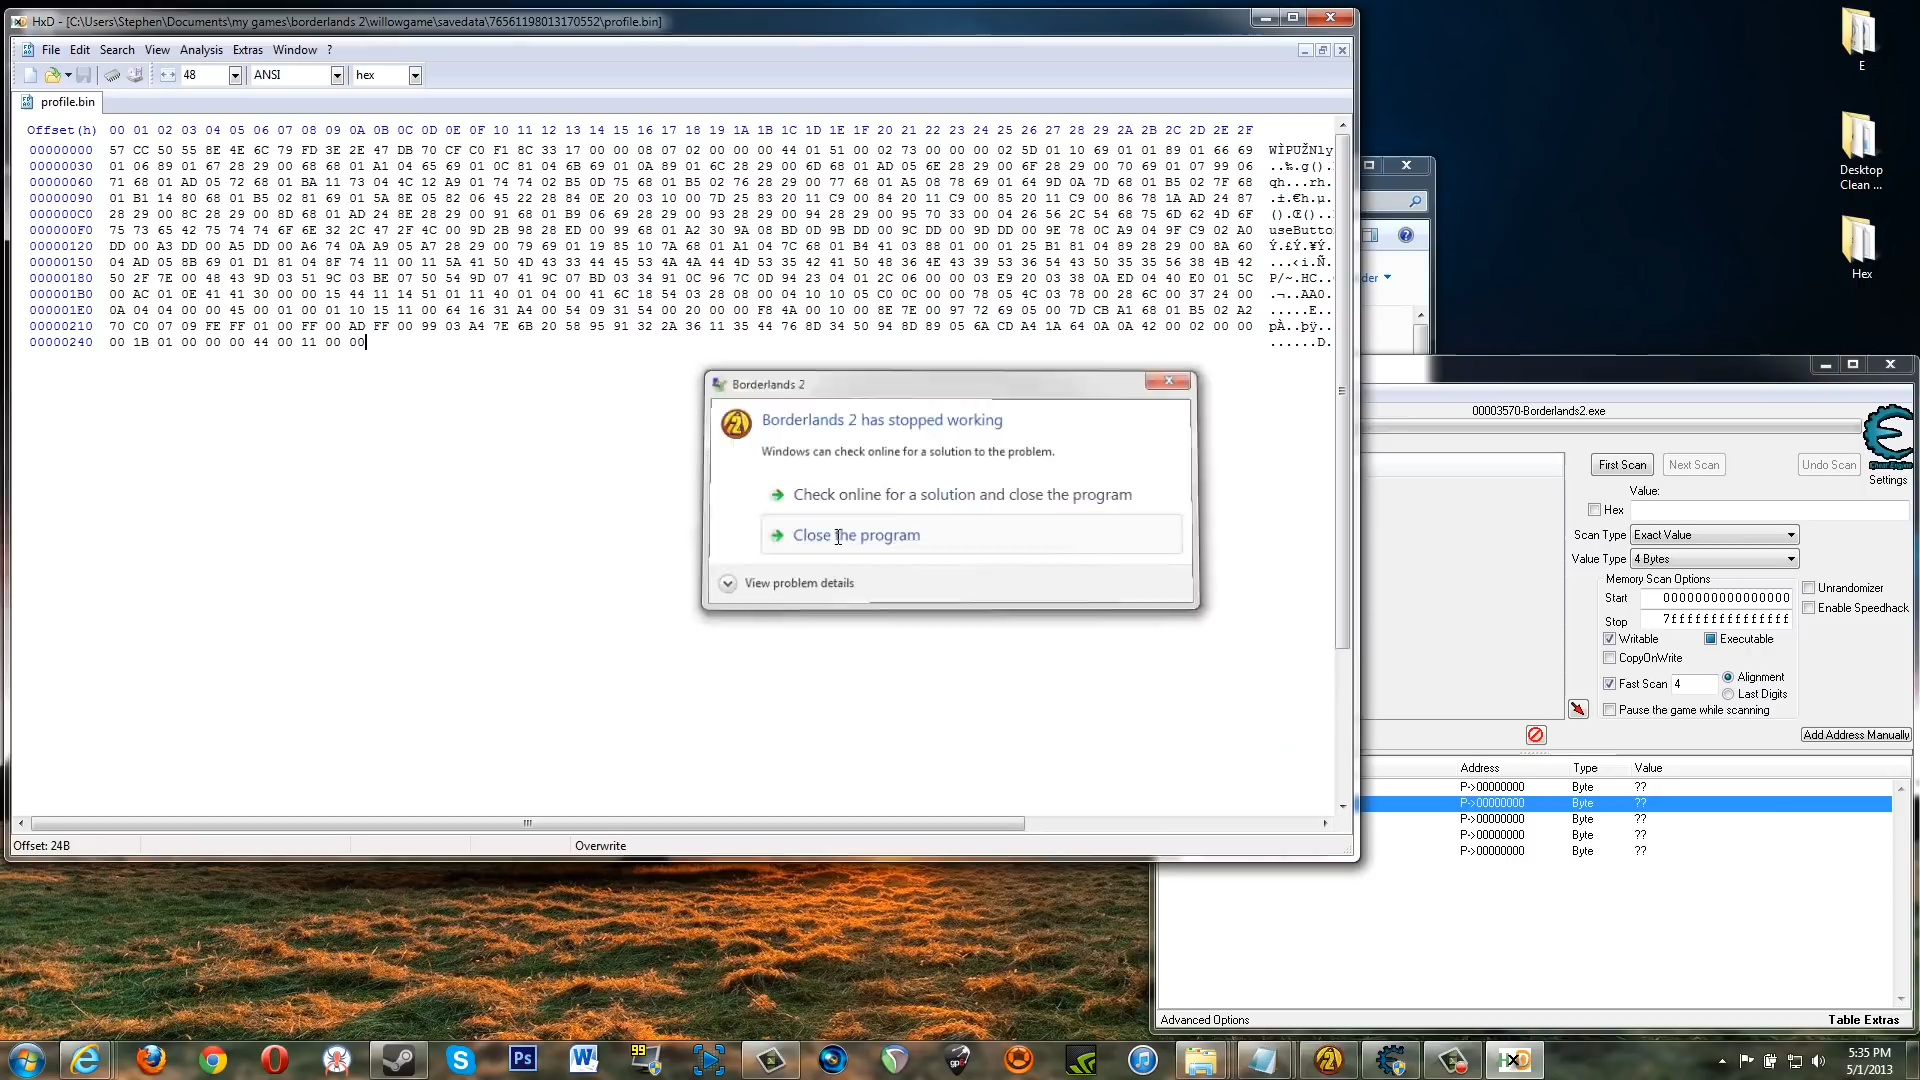 HxD - [C:\Users\Stephen\Documents\my games\borderlands 2\willowgame\savedata\76561198013170552\profile.bin]
File Edit Search View Analysis Extras Window ?
48 ANSI hex
profile.bin
Offset(h) 00 01 02 03 04 05 06 07 08 09 0A 0B 0C 0D 0E 0F 10 11 12 13 14 15 16 17 18 19 1A 1B 1C 1D 1E 1F 20 21 22 23 24 25 26 27 28 29 2A 2B 2C 2D 2E 2F
00000000 57 CC 50 55 8E 4E 6C 79 FD 3E 2E 47 DB 70 CF C0 F1 8C 33 17 00 00 08 07 02 00 00 00 44 01 51 00 02 73 00 00 00 02 5D 01 10 69 01 01 89 01 66 69 WÌPUŽNly
00000030 01 06 89 01 67 28 29 00 68 68 01 A1 04 65 69 01 0C 81 04 6B 69 01 0A 89 01 6C 28 29 00 6D 68 01 AD 05 6E 28 29 00 6F 28 29 00 70 69 01 07 99 06 ..‰.g().
00000060 71 68 01 AD 05 72 68 01 BA 11 73 04 4C 12 A9 01 74 74 02 B5 0D 75 68 01 B5 02 76 28 29 00 77 68 01 A5 08 78 69 01 64 9D 0A 7D 68 01 B5 02 7F 68 qh...rh.
00000090 01 B1 14 80 68 01 B5 02 81 69 01 5A 8E 05 82 06 45 22 28 84 0E 20 03 10 00 7D 25 83 20 11 C9 00 84 20 11 C9 00 85 20 11 C9 00 86 78 1A AD 24 87 .±.€h.µ.
000000C0 28 29 00 8C 28 29 00 8D 68 01 AD 24 8E 28 29 00 91 68 01 B9 06 69 28 29 00 93 28 29 00 94 28 29 00 95 70 33 00 04 26 56 2C 54 68 75 6D 62 4D 6F ().Œ()..
000000F0 75 73 65 42 75 74 74 6F 6E 32 2C 47 2F 4C 00 9D 2B 98 28 ED 00 99 68 01 A2 30 9A 08 BD 0D 9B DD 00 9C DD 00 9D DD 00 9E 78 0C A9 04 9F C9 02 A0 useButto
00000120 DD 00 A3 DD 00 A5 DD 00 A6 74 0A A9 05 A7 28 29 00 79 69 01 19 85 10 7A 68 01 A1 04 7C 68 01 B4 41 03 88 01 00 01 25 B1 81 04 89 28 29 00 8A 60 Ý.£Ý.¥Ý.
00000150 04 AD 05 8B 69 01 D1 81 04 8F 74 11 00 11 5A 41 50 4D 43 33 44 45 53 4A 4A 44 4D 53 35 42 41 50 48 36 4E 43 39 53 36 54 43 50 35 35 56 38 4B 42 ...<i.Ñ.
00000180 50 2F 7E 00 48 43 9D 03 51 9C 03 BE 07 50 54 9D 07 41 9C 07 BD 03 34 91 0C 96 7C 0D 94 23 04 01 2C 06 00 00 03 E9 20 03 38 0A ED 04 40 E0 01 5C P/~.HC..
000001B0 00 AC 01 0E 41 41 30 00 00 15 44 11 14 51 01 11 40 01 04 00 41 6C 18 54 03 28 08 00 04 10 10 05 C0 0C 00 00 78 05 4C 03 78 00 28 6C 00 37 24 00 .¬..AA0.
000001E0 0A 04 04 00 00 45 00 01 00 01 10 15 11 00 64 16 31 A4 00 54 09 31 54 00 20 00 00 F8 4A 00 10 00 8E 00 00 97 72 69 05 00 7D CB A1 68 01 B5 02 A2 .....E..
00000210 70 C0 07 09 FE FF 01 00 FF 00 AD FF 00 99 03 A4 7E 6B 20 58 95 91 32 2A 36 11 35 44 76 8D 34 50 94 8D 89 05 6A CD A4 1A 64 0A 0A 42 00 02 00 00 pÀ..þÿ..
00000240 00 1B 01 00 00 00 44 00 11 00 00 ......D.
Offset: 24B Overwrite
Borderlands 2
Borderlands 2 has stopped working
Windows can check online for a solution to the problem.
Check online for a solution and close the program
Close the program
View problem details
E
Desktop
Clean ...
Hex
00003570-Borderlands2.exe
First Scan Next Scan Undo Scan
Settings
Value:
Hex
Scan Type Exact Value
Value Type 4 Bytes
Memory Scan Options
Start 0000000000000000
Stop 7fffffffffffffff
Unrandomizer
Enable Speedhack
Writable Executable
CopyOnWrite
Fast Scan 4 Alignment
Last Digits
Pause the game while scanning
Add Address Manually
Address Type Value
P->00000000 Byte ??
P->00000000 Byte ??
P->00000000 Byte ??
P->00000000 Byte ??
P->00000000 Byte ??
Advanced Options Table Extras
99
5:35 PM
5/1/2013